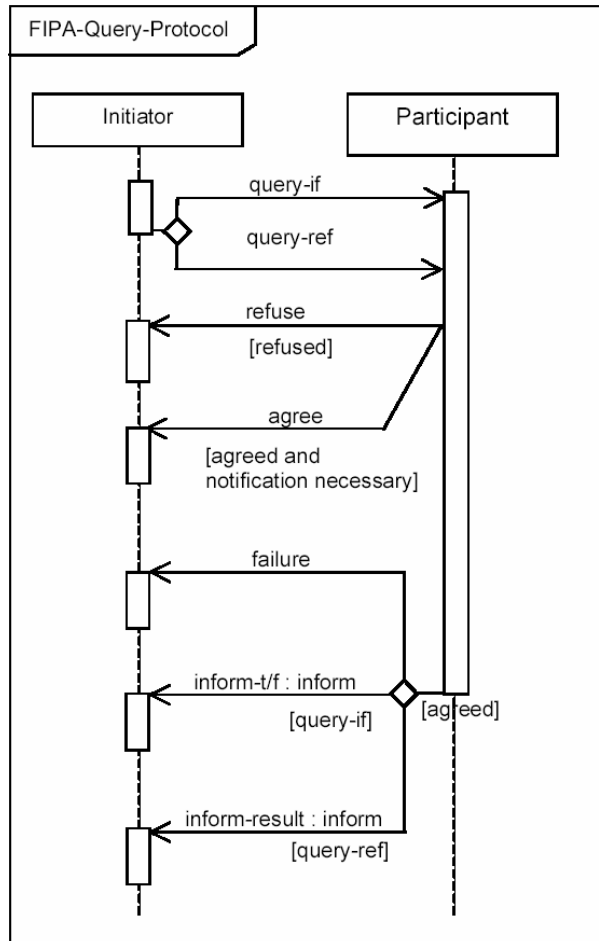 FIPA-Query-Protocol
Initiator
Participant
query-if
query-ref
refuse
[refused]
agree
[agreed and
notification necessary]
failure
inform-t/f : inform
[query-if]
[agreed]
inform-result : inform
[query-ref]